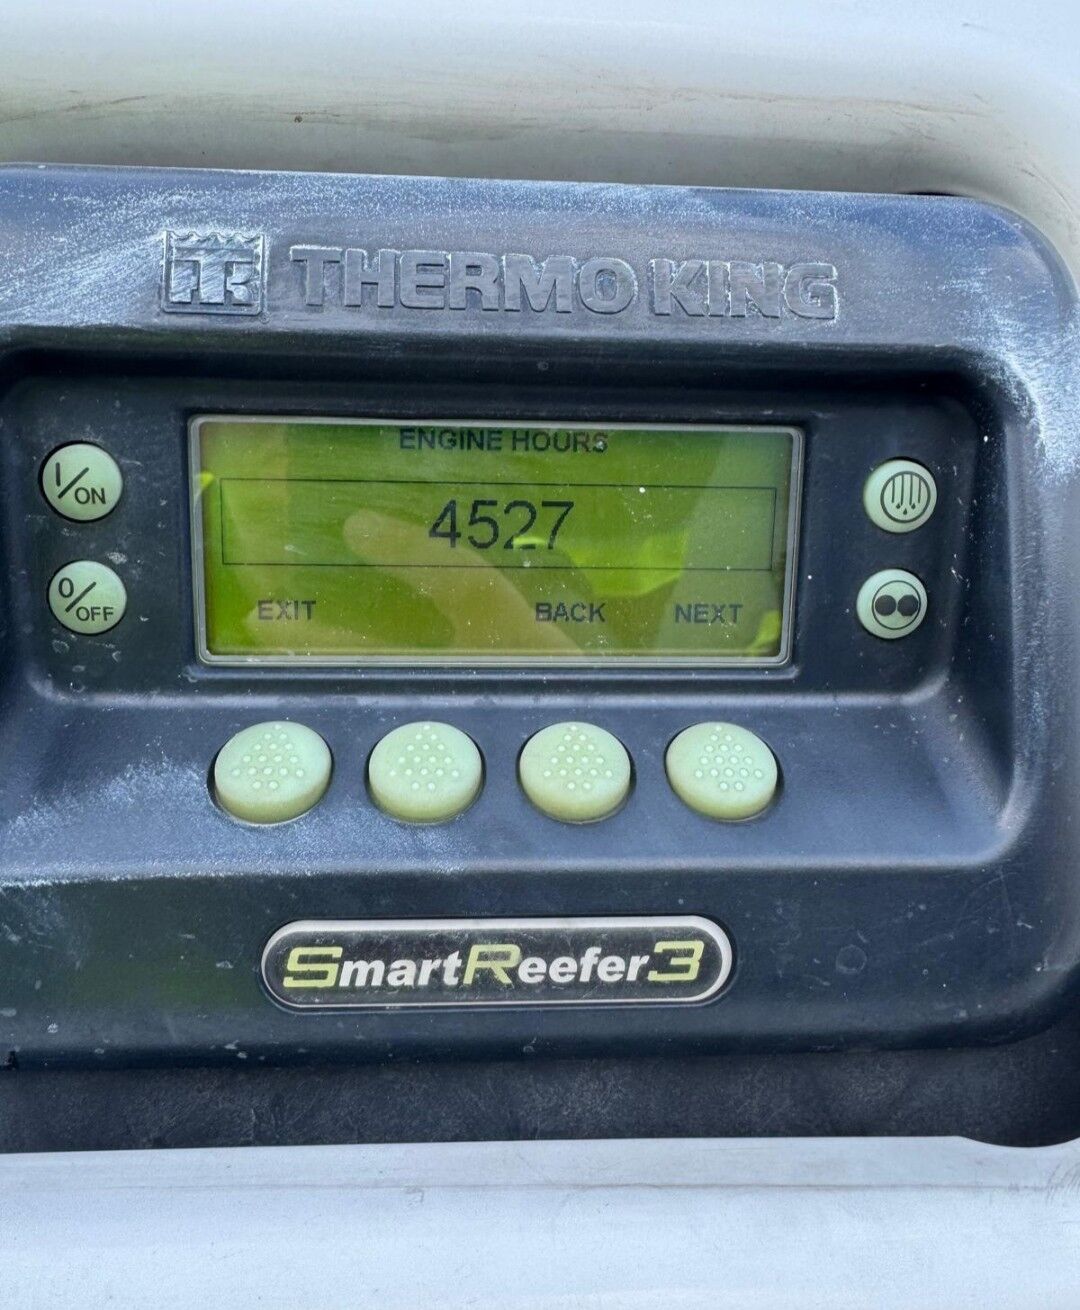 TK THERMO KING
I/ON
O/OFF
ENGINE HOURS
4527
EXIT BACK NEXT
SmartReefer3